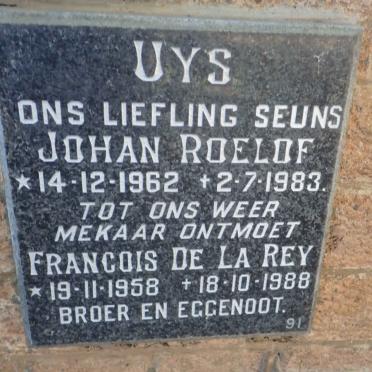 UYS
ONS LIEFLING SEUNS
JOHAN ROELOF
★14-12-1962 +2-7-1983.
TOT ONS WEER
MEKAAR ONTMOET
FRANCOIS DE LA REY
★19-11-1958 +18-10-1988
BROER EN EGGENOOT.
91